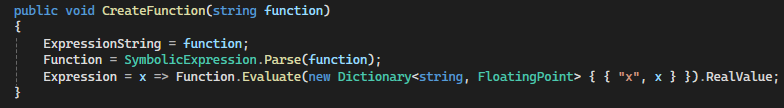 public void CreateFunction(string function)
{
ExpressionString = function;
Function = SymbolicExpression.Parse(function);
Expression = x => Function.Evaluate(new Dictionary<string, FloatingPoint> { { "x", x } }).RealValue;
}